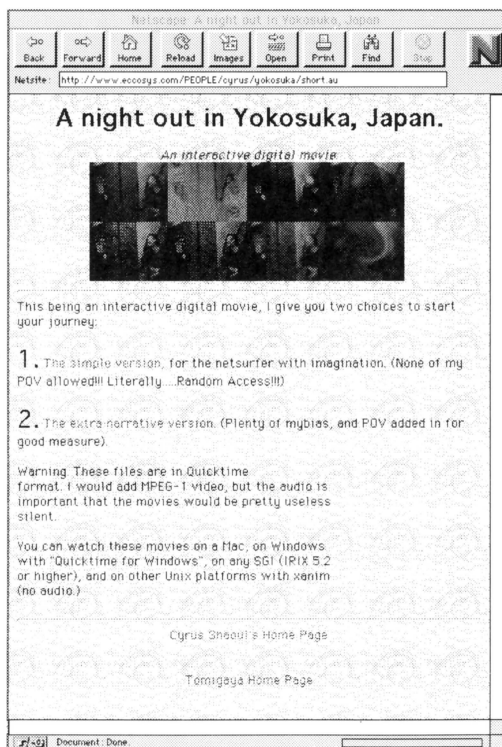 Netscape: A night out in Yokosuka, Japan.
Back Forward Home Reload Images Open Print Find Stop
N
Netsite: http://www.eccosys.com/PEOPLE/cyrus/yokosuka/short.au
A night out in Yokosuka, Japan.
An interactive digital movie.
This being an interactive digital movie, I give you two choices to start
your journey:
1. The simple version, for the netsurfer with imagination. (None of my
POV allowed!!! Literally....Random Access!!!)
2. The extra narrative version. (Plenty of mybias, and POV added in for
good measure).
Warning. These files are in Quicktime
format. I would add MPEG-1 video, but the audio is
important that the movies would be pretty useless
silent.
You can watch these movies on a Mac, on Windows
with "Quicktime for Windows", on any SGI (IRIX 5.2
or higher), and on other Unix platforms with xanim
(no audio.)
Cyrus Shaoul's Home Page
Tomigaya Home Page
Document: Done.